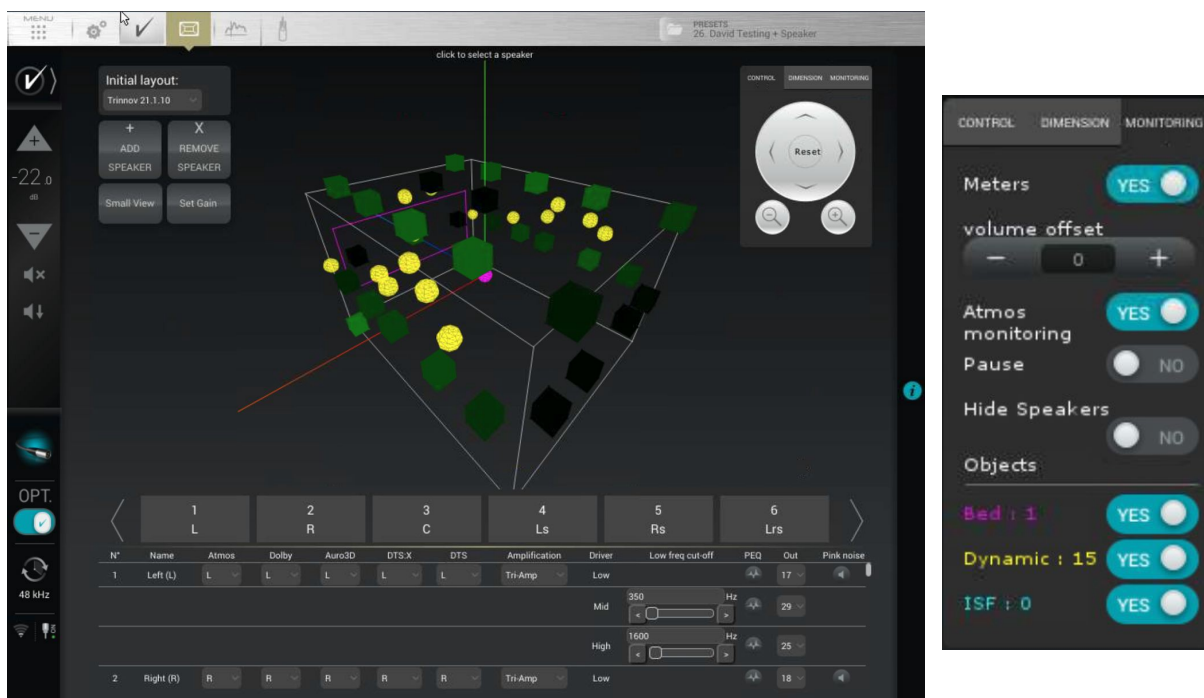 MENU
PRESETS
26. David Testing + Speaker
click to select a speaker
Initial layout:
Trinnov 21.1.10
+
ADD
SPEAKER
X
REMOVE
SPEAKER
Small View
Set Gain
CONTROL DIMENSION MONITORING
Reset
+
-22.0
dB
−
OPT.
48 kHz
ON
1
L
2
R
3
C
4
Ls
5
Rs
6
Lrs
N° Name Atmos Dolby Auro3D DTS:X DTS Amplification Driver Low freq cut-off PEQ Out Pink noise
1 Left (L) L L L L L Tri-Amp Low 17
Mid 350 Hz 29
< >
High 1600 Hz 25
< >
2 Right (R) R R R R R Tri-Amp Low 18
i
CONTROL DIMENSION MONITORING
Meters YES
volume offset
− 0 +
Atmos YES
monitoring
Pause NO
Hide Speakers
NO
Objects
Bed : 1 YES
Dynamic : 15 YES
ISF : 0 YES